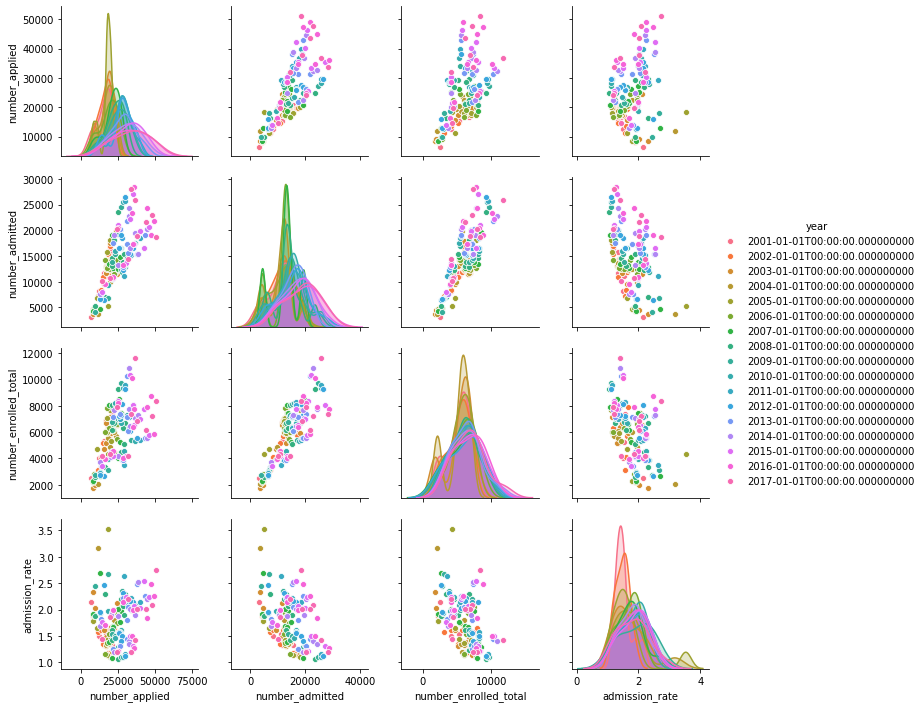 number_applied
50000
40000
30000
20000
10000
number_admitted
30000
25000
20000
15000
10000
5000
number_enrolled_total
12000
10000
8000
6000
4000
2000
admission_rate
3.5
3.0
2.5
2.0
1.5
1.0
0 25000 50000 75000
number_applied
0 20000 40000
number_admitted
0 10000
number_enrolled_total
0 2 4
admission_rate
year
2001-01-01T00:00:00.000000000
2002-01-01T00:00:00.000000000
2003-01-01T00:00:00.000000000
2004-01-01T00:00:00.000000000
2005-01-01T00:00:00.000000000
2006-01-01T00:00:00.000000000
2007-01-01T00:00:00.000000000
2008-01-01T00:00:00.000000000
2009-01-01T00:00:00.000000000
2010-01-01T00:00:00.000000000
2011-01-01T00:00:00.000000000
2012-01-01T00:00:00.000000000
2013-01-01T00:00:00.000000000
2014-01-01T00:00:00.000000000
2015-01-01T00:00:00.000000000
2016-01-01T00:00:00.000000000
2017-01-01T00:00:00.000000000